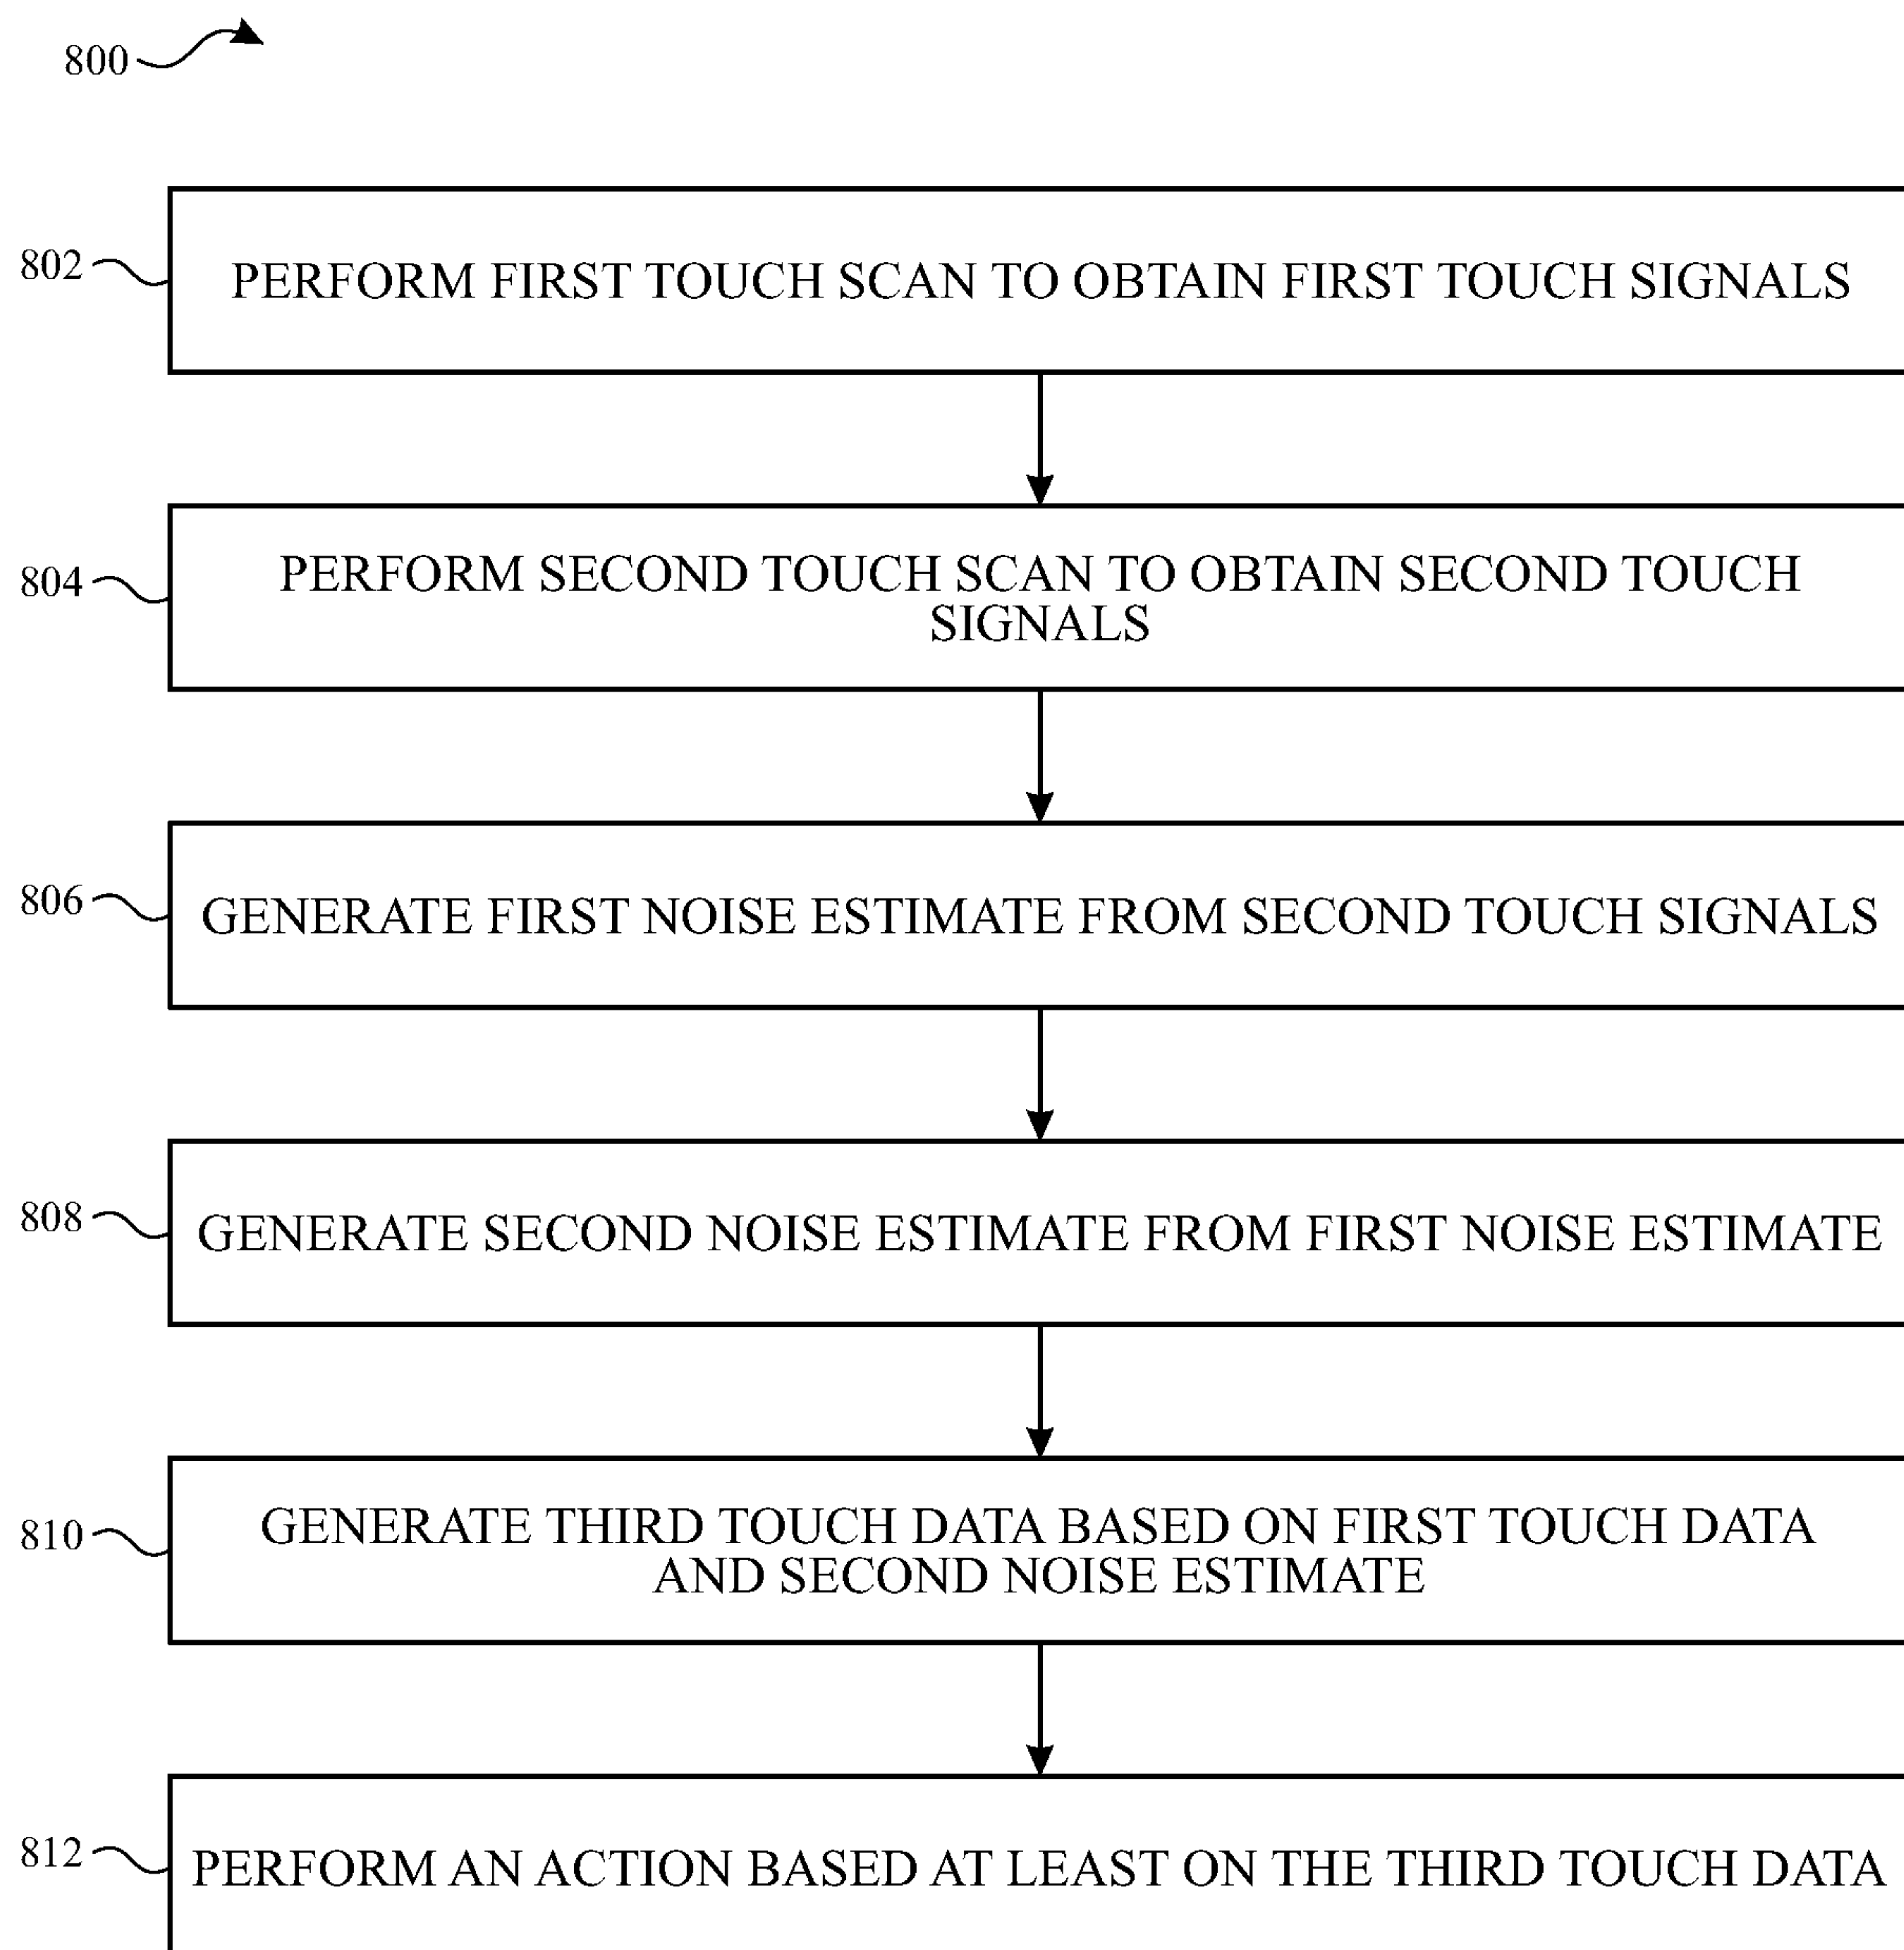 800
802
PERFORM FIRST TOUCH SCAN TO OBTAIN FIRST TOUCH SIGNALS
804
PERFORM SECOND TOUCH SCAN TO OBTAIN SECOND TOUCH
SIGNALS
806
GENERATE FIRST NOISE ESTIMATE FROM SECOND TOUCH SIGNALS
808
GENERATE SECOND NOISE ESTIMATE FROM FIRST NOISE ESTIMATE
810
GENERATE THIRD TOUCH DATA BASED ON FIRST TOUCH DATA
AND SECOND NOISE ESTIMATE
812
PERFORM AN ACTION BASED AT LEAST ON THE THIRD TOUCH DATA